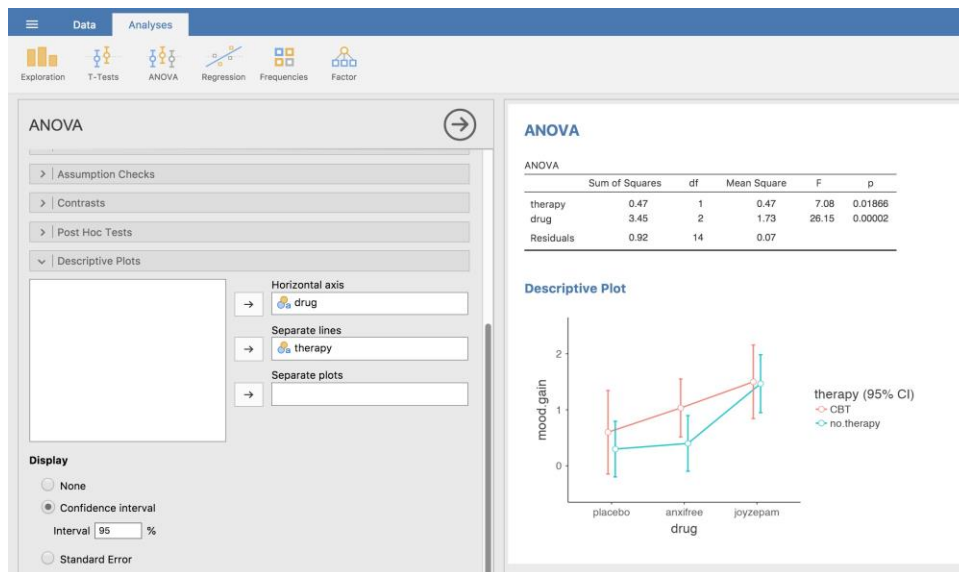 Data Analyses
Exploration T-Tests ANOVA Regression Frequencies Factor
ANOVA
Assumption Checks
Contrasts
Post Hoc Tests
Descriptive Plots
Horizontal axis
drug
Separate lines
therapy
Separate plots
Display
None
Confidence interval
Interval 95 %
Standard Error
ANOVA
ANOVA
Sum of Squares df Mean Square F p
therapy 0.47 1 0.47 7.08 0.01866
drug 3.45 2 1.73 26.15 0.00002
Residuals 0.92 14 0.07
Descriptive Plot
2
1
0
mood.gain
placebo anxifree joyzepam
drug
therapy (95% CI)
CBT
no.therapy